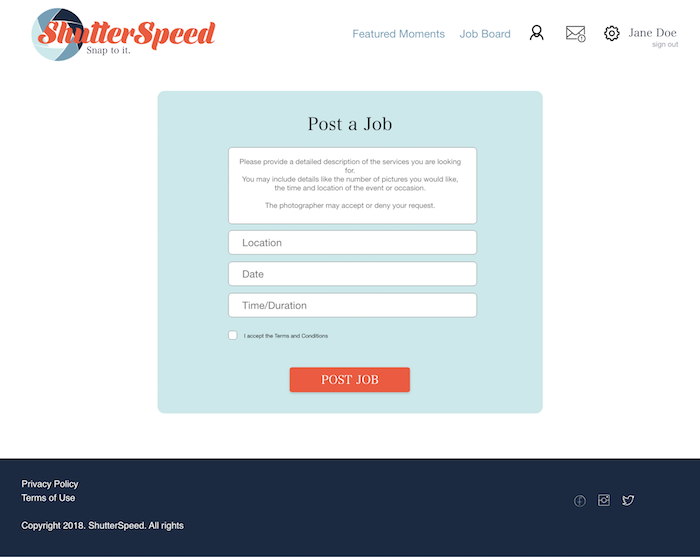 ShutterSpeed
Snap to it.
Featured Moments
Job Board
Jane Doe
sign out
Post a Job
Please provide a detailed description of the services you are looking
for.
You may include details like the number of pictures you would like,
the time and location of the event or occasion.
The photographer may accept or deny your request.
Location
Date
Time/Duration
I accept the Terms and Conditions
POST JOB
Privacy Policy
Terms of Use
Copyright 2018. ShutterSpeed. All rights